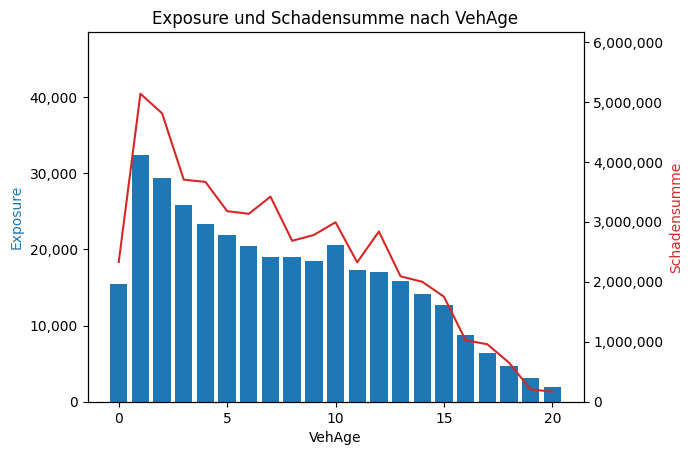 Exposure und Schadensumme nach VehAge
40,000
30,000
20,000
10,000
0
Exposure
6,000,000
5,000,000
4,000,000
3,000,000
2,000,000
1,000,000
0
Schadensumme
0 5 10 15 20
VehAge